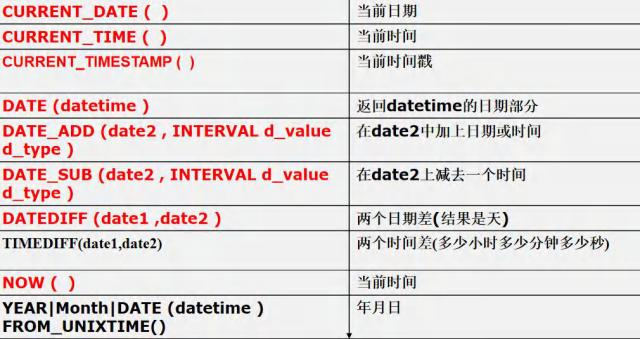 CURRENT_DATE ( ) 当前日期
CURRENT_TIME ( ) 当前时间
CURRENT_TIMESTAMP ( ) 当前时间戳
DATE (datetime ) 返回datetime的日期部分
DATE_ADD (date2 , INTERVAL d_value 在date2中加上日期或时间
d_type )
DATE_SUB (date2 , INTERVAL d_value 在date2上减去一个时间
d_type )
DATEDIFF (date1 ,date2 ) 两个日期差(结果是天)
TIMEDIFF(date1,date2) 两个时间差(多少小时多少分钟多少秒)
NOW ( ) 当前时间
YEAR|Month|DATE (datetime ) 年月日
FROM_UNIXTIME()